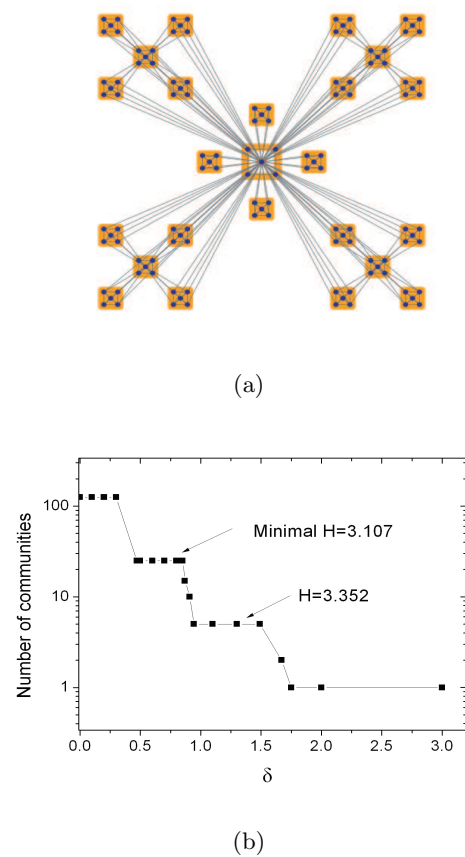 (a)
100
10
1
Number of communities
Minimal H=3.107
H=3.352
0.0 0.5 1.0 1.5 2.0 2.5 3.0
δ
(b)